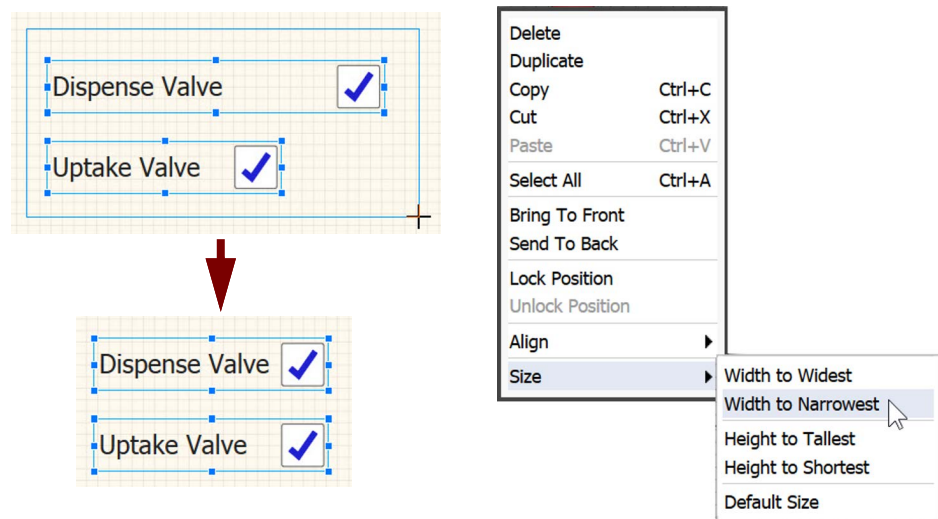 Dispense Valve
Uptake Valve
Dispense Valve
Uptake Valve
Delete
Duplicate
Copy Ctrl+C
Cut Ctrl+X
Paste Ctrl+V
Select All Ctrl+A
Bring To Front
Send To Back
Lock Position
Unlock Position
Align
Size
Width to Widest
Width to Narrowest
Height to Tallest
Height to Shortest
Default Size